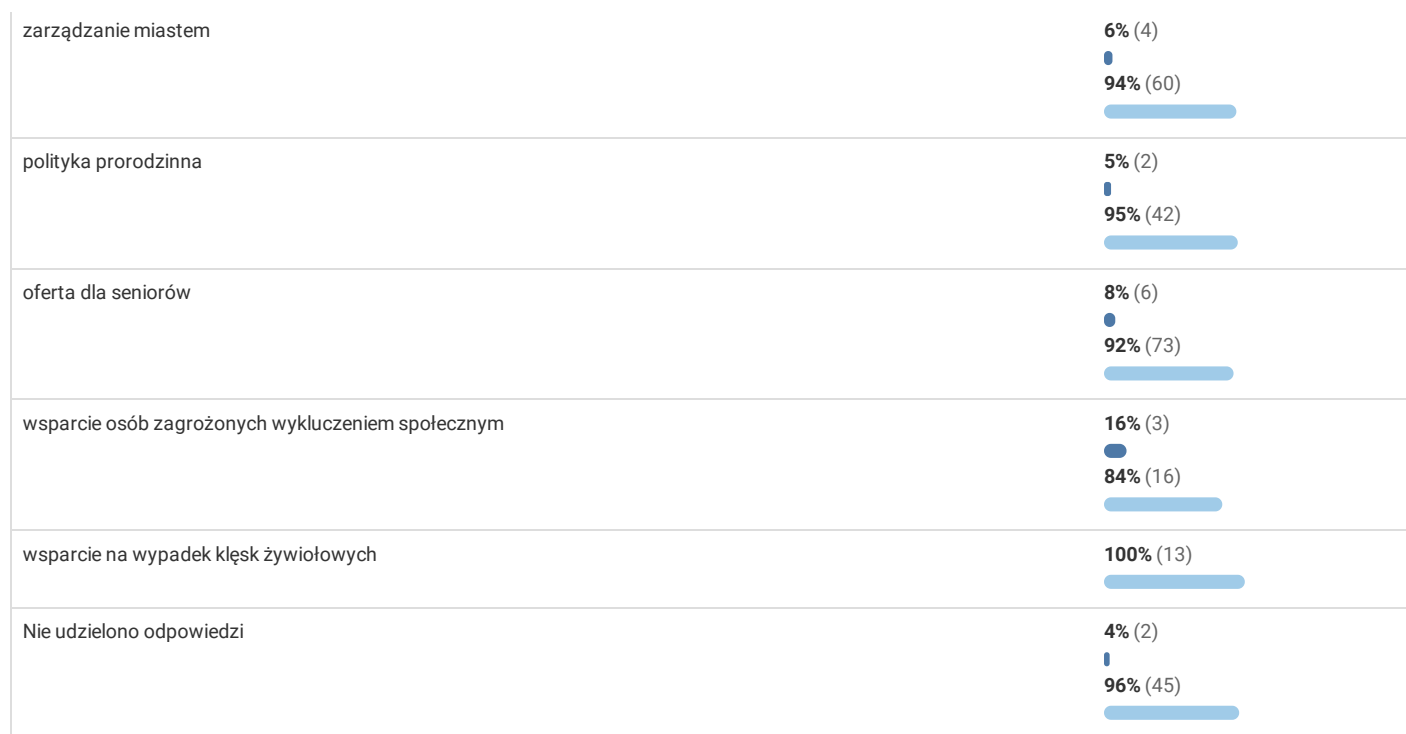 zarządzanie miastem
6% (4)
94% (60)
polityka prorodzinna
5% (2)
95% (42)
oferta dla seniorów
8% (6)
92% (73)
wsparcie osób zagrożonych wykluczeniem społecznym
16% (3)
84% (16)
wsparcie na wypadek klęsk żywiołowych
100% (13)
Nie udzielono odpowiedzi
4% (2)
96% (45)